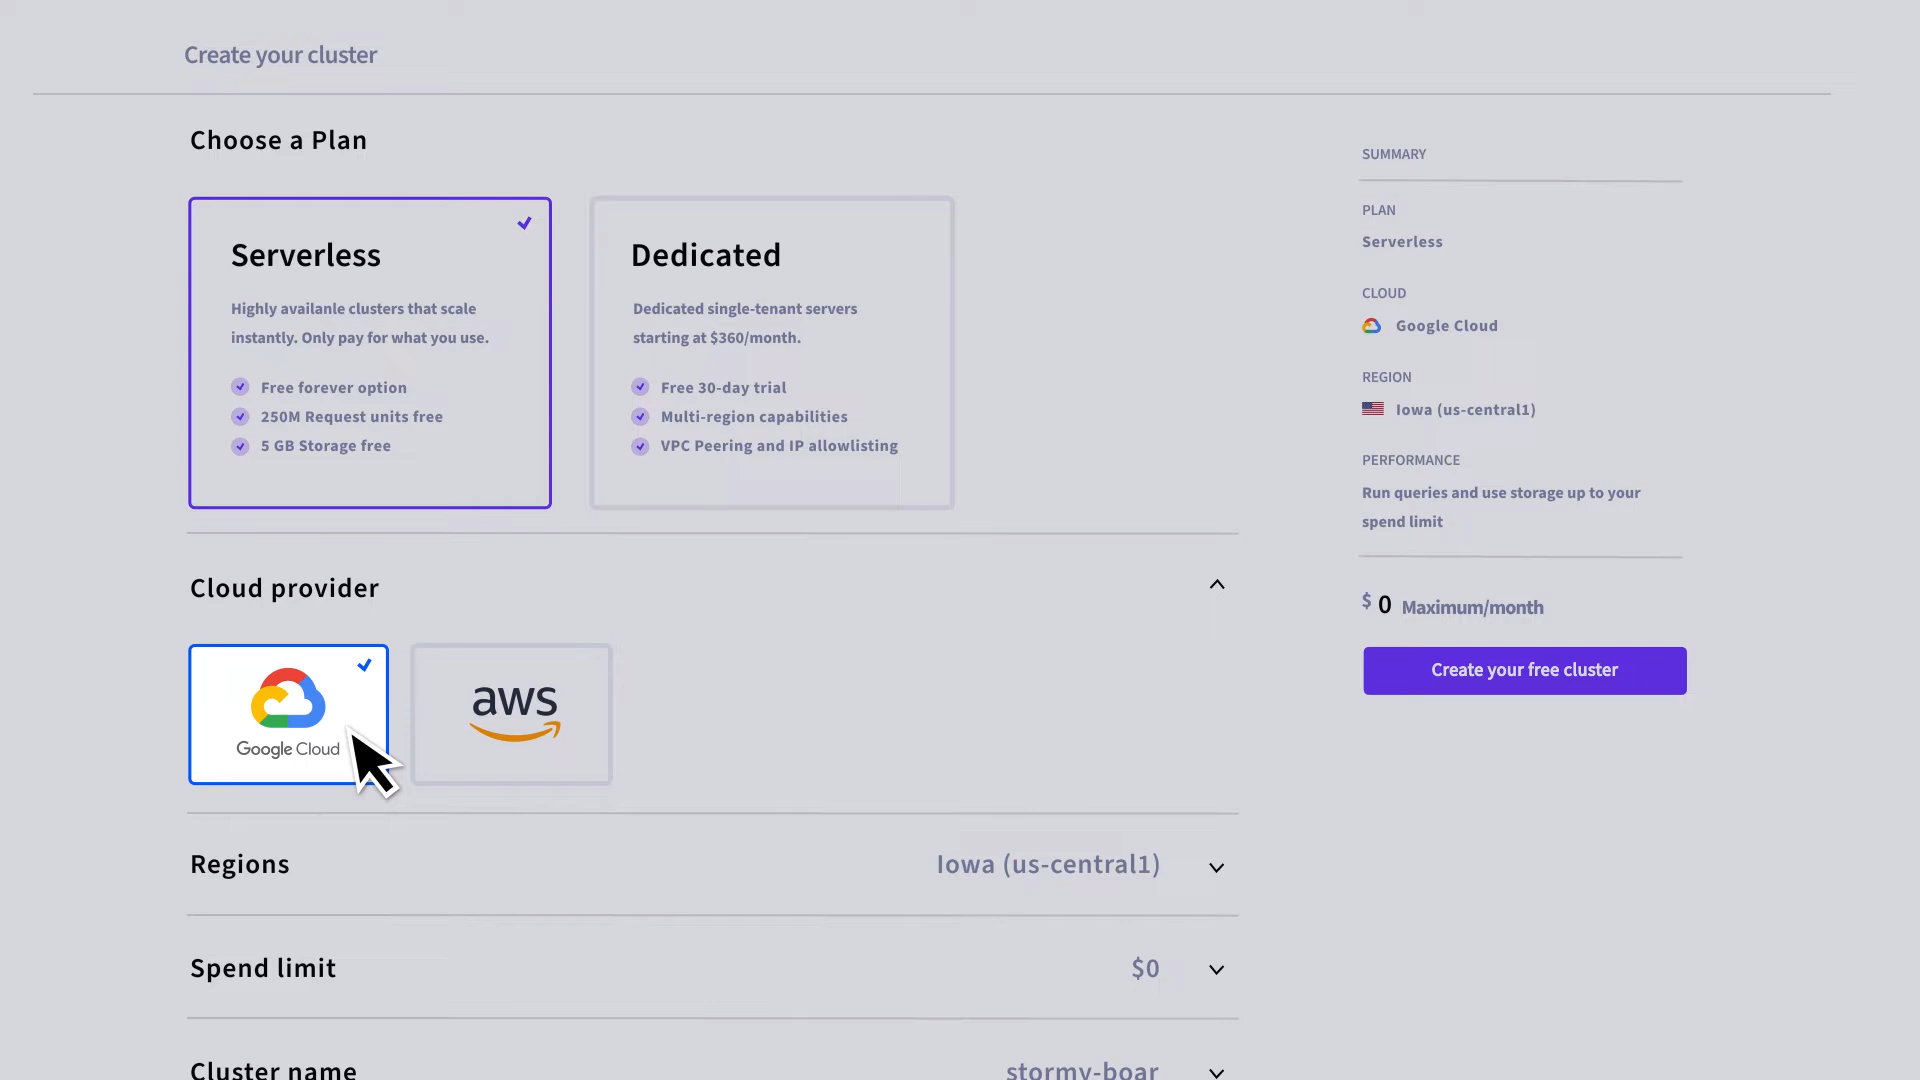 Create your cluster
Choose a Plan
Serverless
Highly availanle clusters that scale
instantly. Only pay for what you use.
Free forever option
250M Request units free
5 GB Storage free
Dedicated
Dedicated single-tenant servers
starting at $360/month.
Free 30-day trial
Multi-region capabilities
VPC Peering and IP allowlisting
Cloud provider
Google Cloud
aws
Regions
Iowa (us-central1)
Spend limit
$0
Cluster name
stormy-boar
SUMMARY
PLAN
Serverless
CLOUD
Google Cloud
REGION
Iowa (us-central1)
PERFORMANCE
Run queries and use storage up to your
spend limit
$ 0 Maximum/month
Create your free cluster